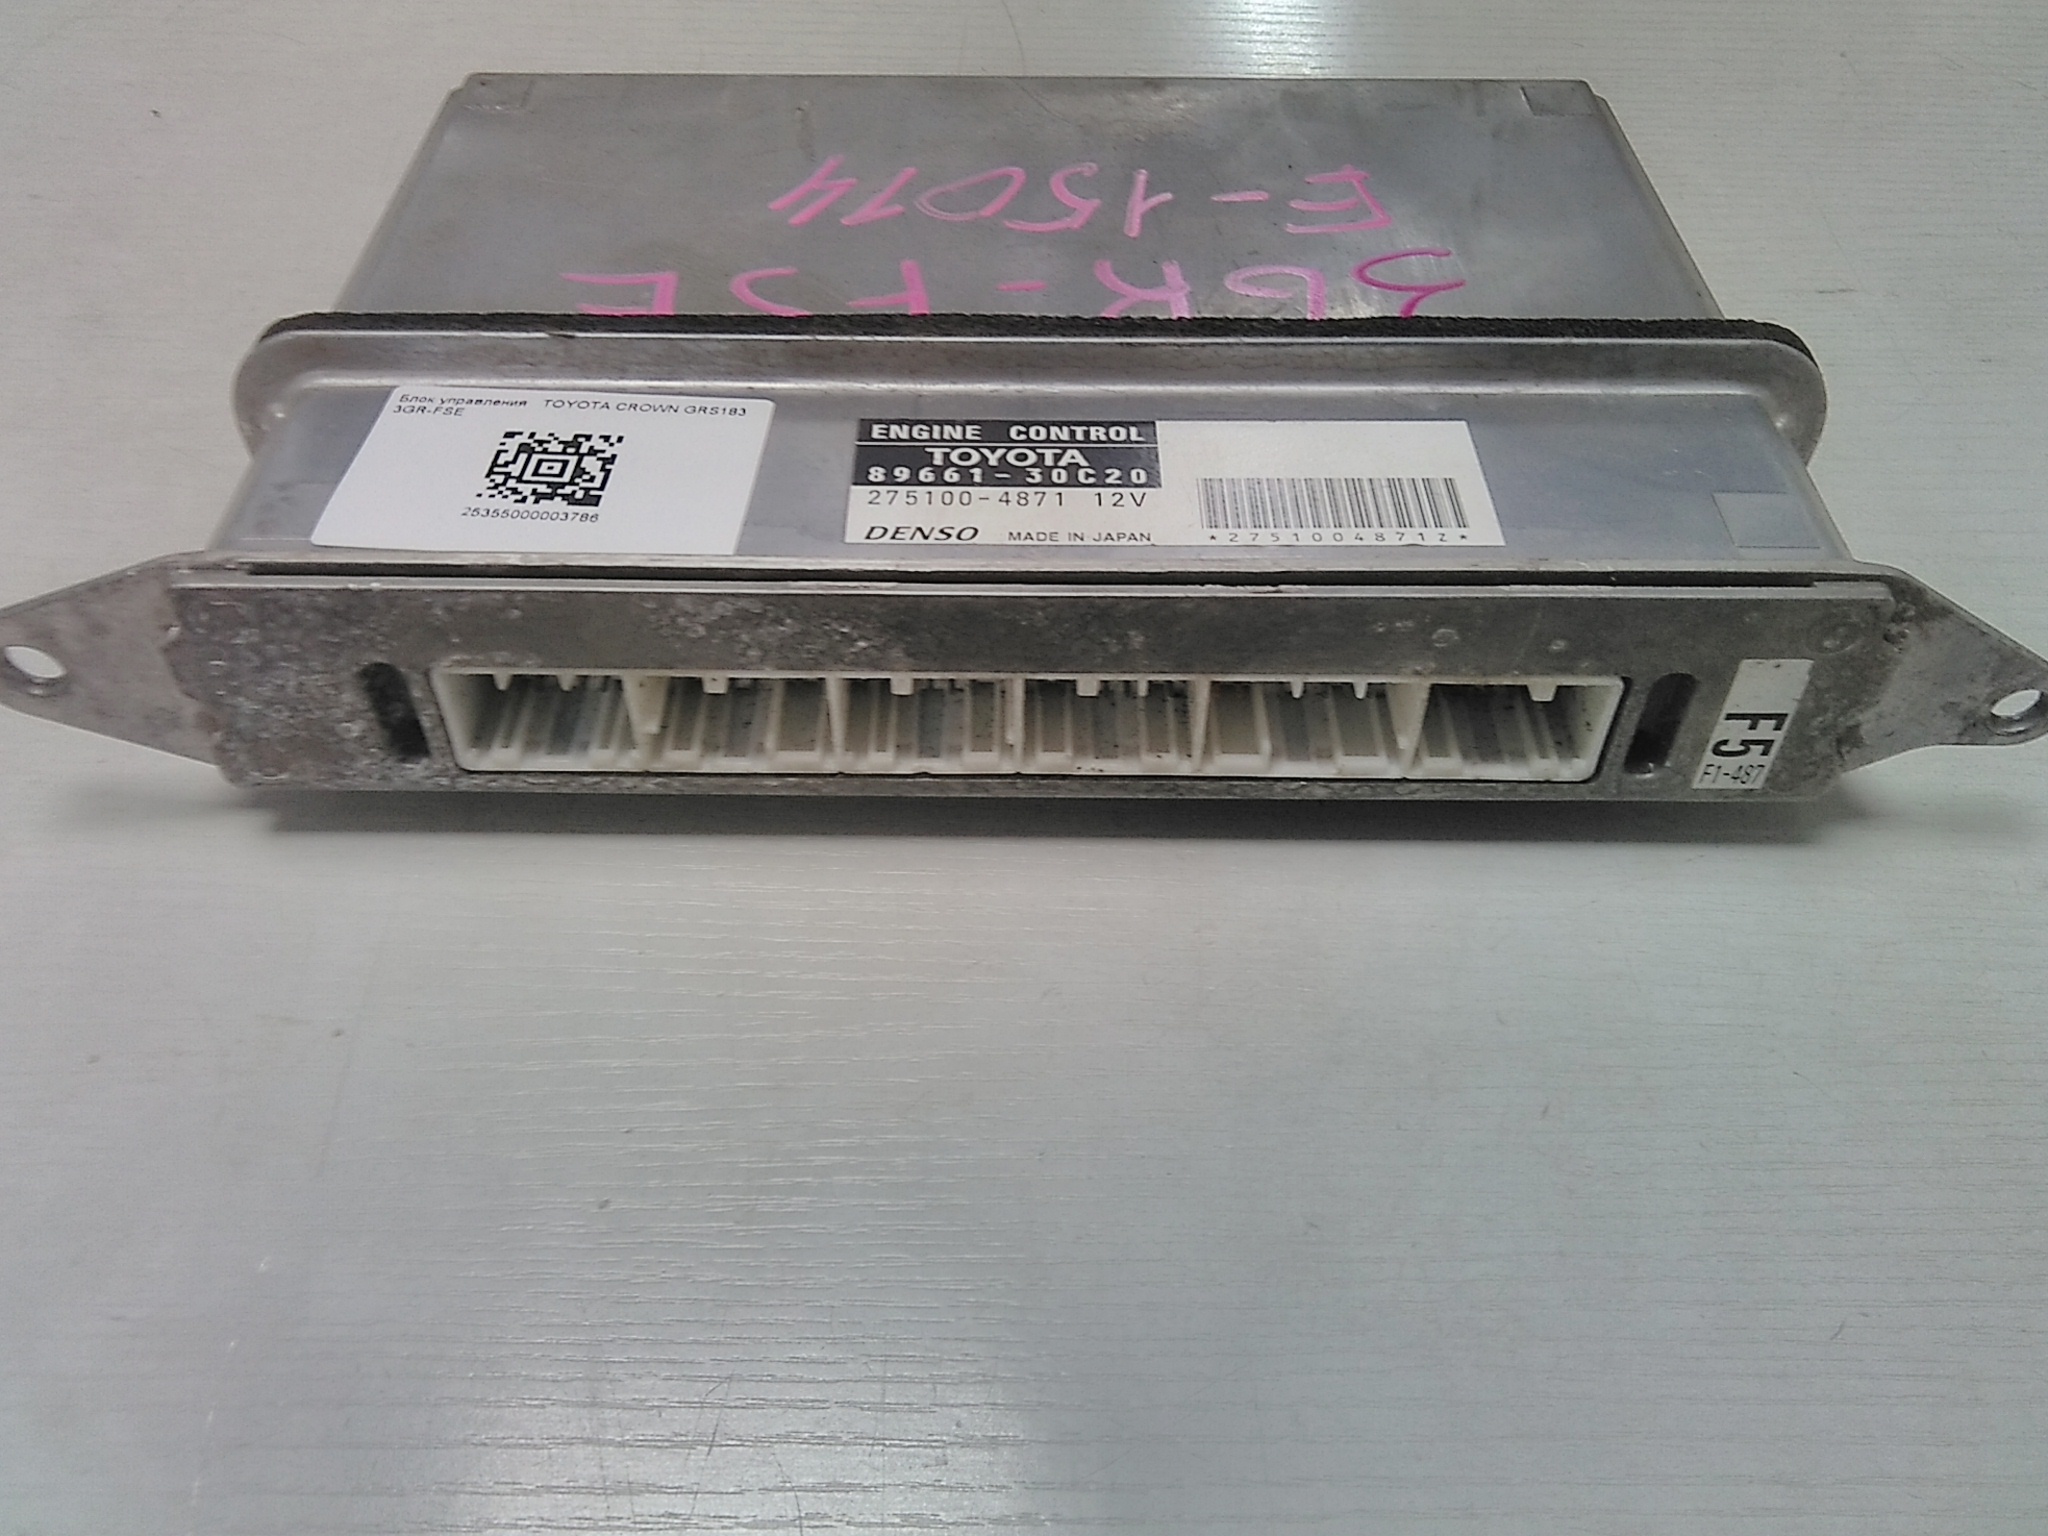 3GR-FSE
E-15014
Блок управления TOYOTA CROWN GRS183
3GR-FSE
25355000003786
ENGINE CONTROL
TOYOTA
89661-30C20
275100-4871 12V
DENSO MADE IN JAPAN
*2751004871Z*
F5
F1-487